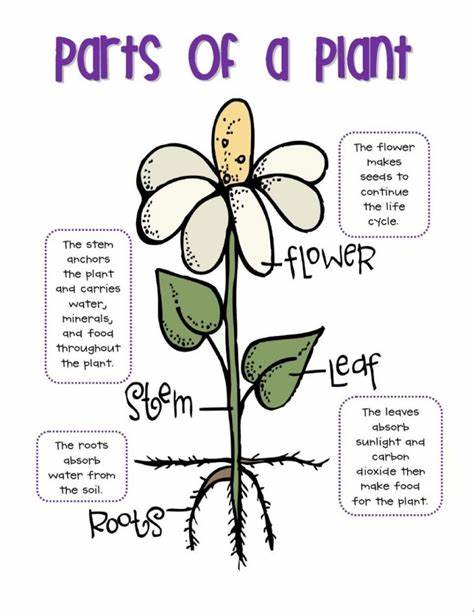 Parts of a Plant
The flower
makes
seeds to
continue
the life
cycle.
flower
The stem
anchors
the plant
and carries
water,
minerals,
and food
throughout
the plant.
Leaf
Stem
The leaves
absorb
sunlight and
carbon
dioxide then
make food
for the plant.
The roots
absorb
water from
the soil.
Roots